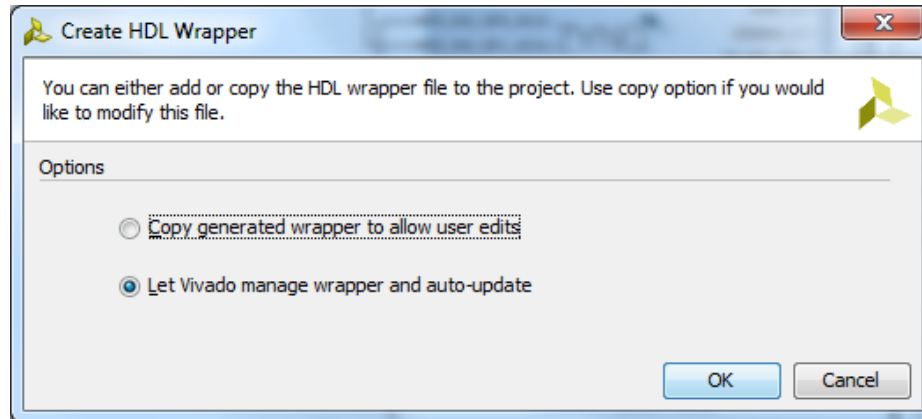 Create HDL Wrapper
You can either add or copy the HDL wrapper file to the project. Use copy option if you would
like to modify this file.
Options
Copy generated wrapper to allow user edits
Let Vivado manage wrapper and auto-update
OK
Cancel